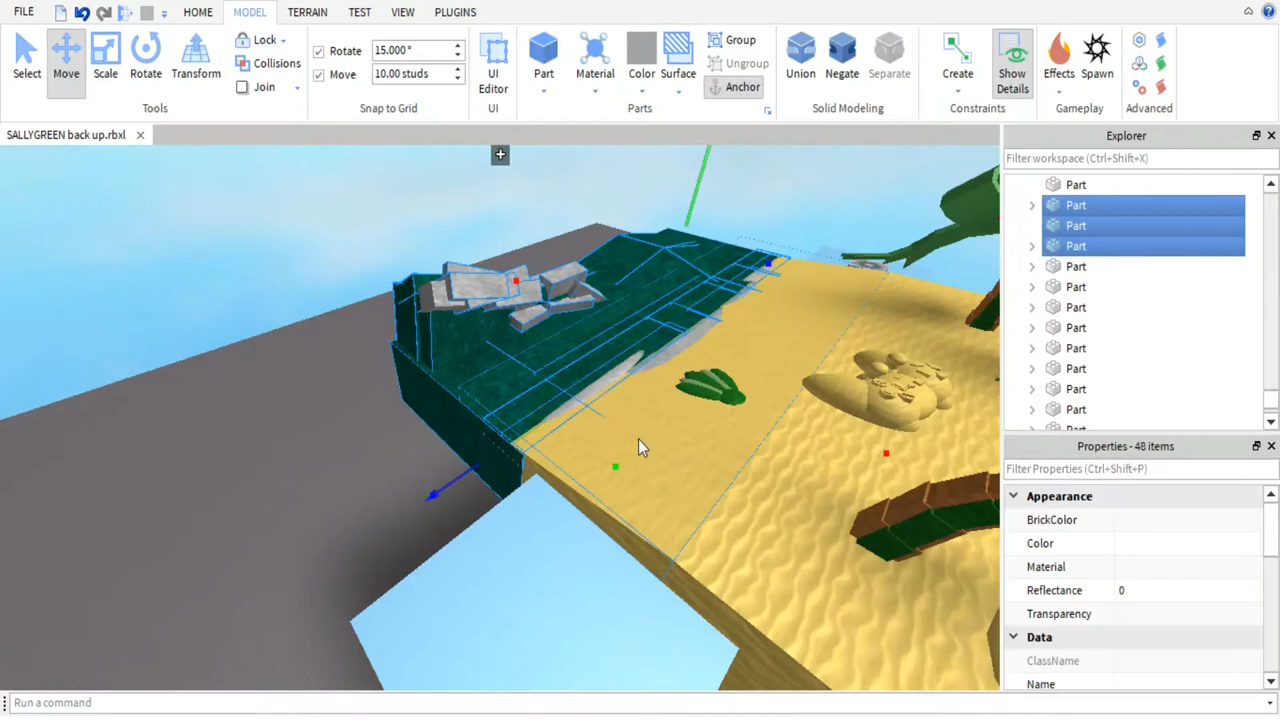 FILE
HOME
MODEL
TERRAIN
TEST
VIEW
PLUGINS
Select
Move
Scale
Rotate
Transform
Lock
Collisions
Join
Tools
Rotate
15.000 °
Move
10.00 studs
Snap to Grid
UI Editor
UI
Part
Material
Color
Surface
Group
Ungroup
Anchor
Parts
Union
Negate
Separate
Solid Modeling
Create
Show Details
Constraints
Effects
Spawn
Gameplay
Advanced
SALLYGREEN back up.rbxl
Explorer
Filter workspace (Ctrl+Shift+X)
Part
Part
Part
Part
Part
Part
Part
Part
Part
Part
Part
Part
Part
Properties - 48 items
Filter Properties (Ctrl+Shift+P)
Appearance
BrickColor
Color
Material
Reflectance 0
Transparency
Data
ClassName
Name
Run a command